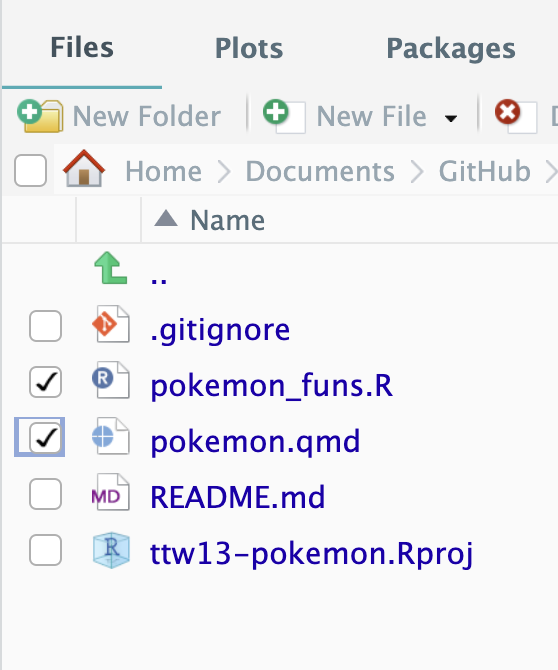 Files Plots Packages
New Folder New File
Home Documents GitHub
Name
..
.gitignore
R pokemon_funs.R
pokemon.qmd
MD README.md
R ttw13-pokemon.Rproj